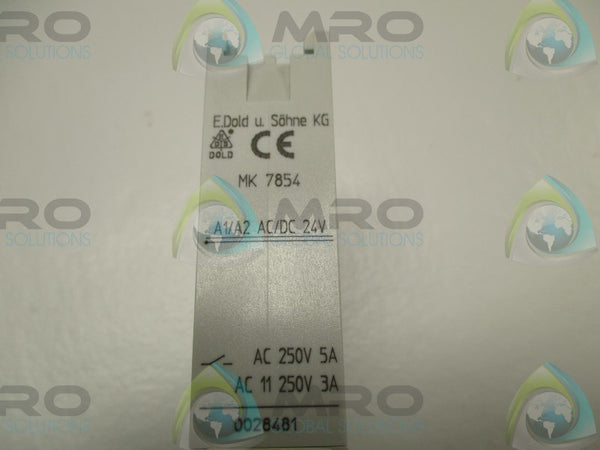 MRO
GLOBAL SOLUTIONS
E.Dold u. Söhne KG
DOLD
CE
MK 7854
A1/A2 AC/DC 24V
AC 250V 5A
AC 11 250V 3A
0028481